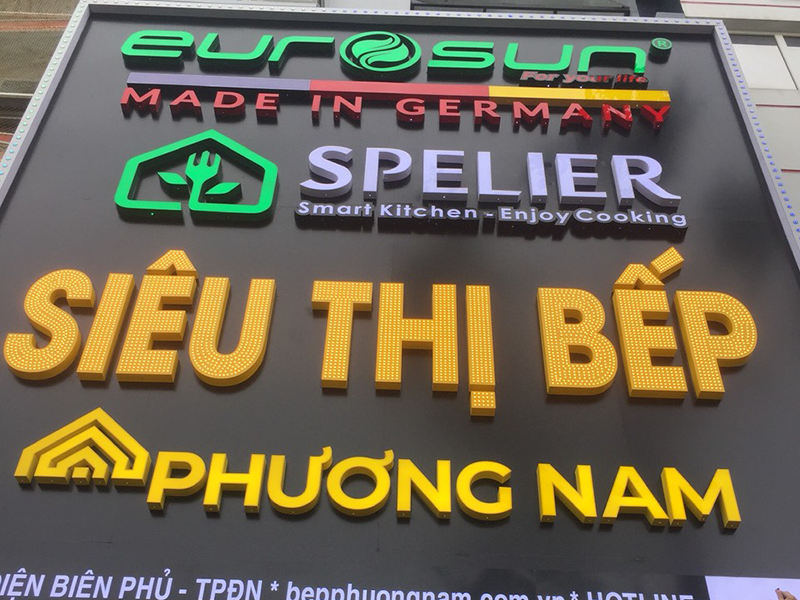 eurosun®
For your life
MADE IN GERMANY
SPELIER
Smart Kitchen - Enjoy Cooking
SIÊU THỊ BẾP
PHƯƠNG NAM
ĐIỆN BIÊN PHỦ - TPĐN * bepphuongnam.com.vn * HOTLINE